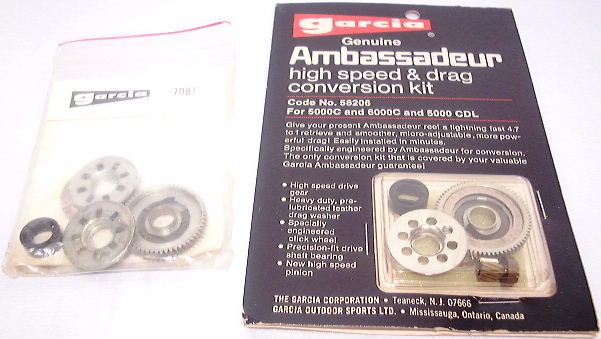 garcia
7081
garcia
Genuine
Ambassadeur
high speed & drag
conversion kit
Code No. 58206
For 5000C and 6000C and 5000 CDL
Give your present Ambassadeur reel a lightning fast 4.7
to 1 retrieve and smoother, micro-adjustable, more pow-
erful drag! Easily installed in minutes.
Specifically engineered by Ambassadeur for conversion.
The only conversion kit that is covered by your valuable
Garcia Ambassadeur guarantee!
• High speed drive
gear
• Heavy duty, pre-
lubricated leather
drag washer
• Specially
engineered
click wheel
• Precision-fit drive
shaft bearing
• New high speed
pinion
THE GARCIA CORPORATION • Teaneck, N.J. 07666
GARCIA OUTDOOR SPORTS LTD. • Mississauga, Ontario, Canada